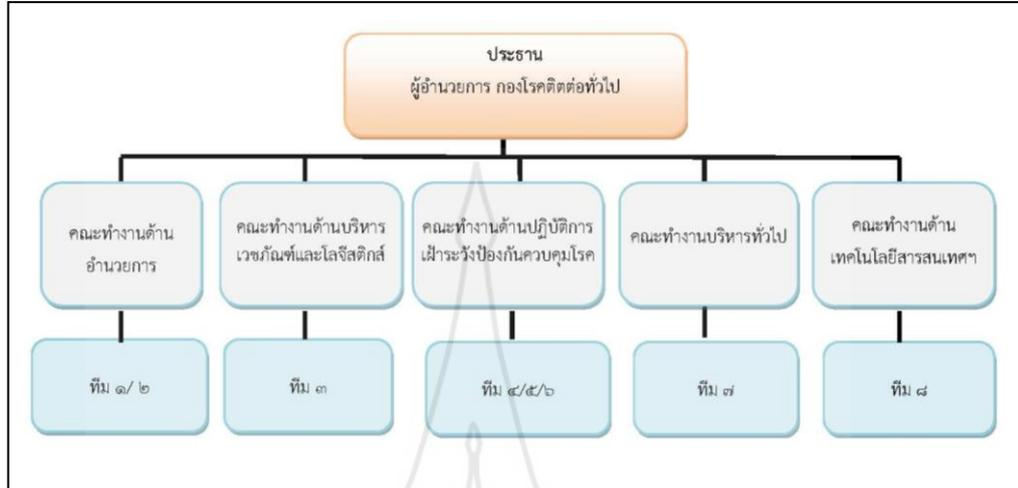 ประธาน
ผู้อำนวยการ กองโรคติดต่อทั่วไป
คณะทำงานด้าน
อำนวยการ
คณะทำงานด้านบริหาร
เวชภัณฑ์และโลจีสติกส์
คณะทำงานด้านปฏิบัติการ
เฝ้าระวังป้องกันควบคุมโรค
คณะทำงานบริหารทั่วไป
คณะทำงานด้าน
เทคโนโลยีสารสนเทศฯ
ทีม ๑/ ๒
ทีม ๓
ทีม ๔/๕/๖
ทีม ๗
ทีม ๘